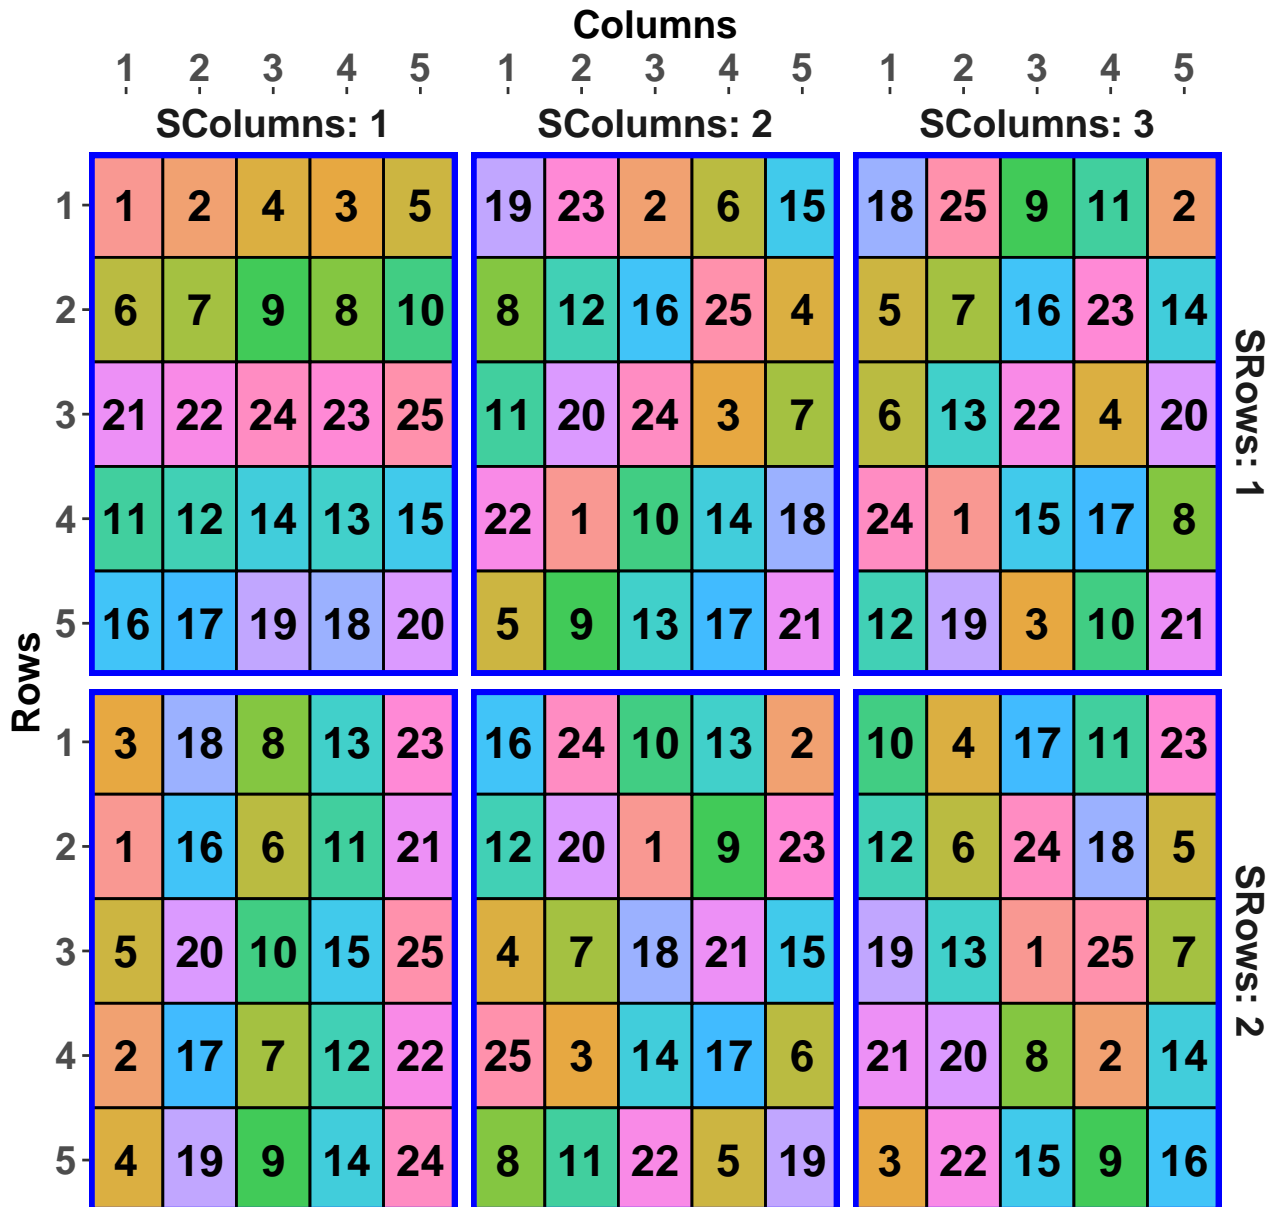 Columns
1 2 3 4 5 1 2 3 4 5 1 2 3 4 5
SColumns: 1 SColumns: 2 SColumns: 3
1 1 2 4 3 5 19 23 2 6 15 18 25 9 11 2
2 6 7 9 8 10 8 12 16 25 4 5 7 16 23 14
3 21 22 24 23 25 11 20 24 3 7 6 13 22 4 20
SRows: 1
4 11 12 14 13 15 22 1 10 14 18 24 1 15 17 8
5 16 17 19 18 20 5 9 13 17 21 12 19 3 10 21
Rows
1 3 18 8 13 23 16 24 10 13 2 10 4 17 11 23
2 1 16 6 11 21 12 20 1 9 23 12 6 24 18 5
3 5 20 10 15 25 4 7 18 21 15 19 13 1 25 7
SRows: 2
4 2 17 7 12 22 25 3 14 17 6 21 20 8 2 14
5 4 19 9 14 24 8 11 22 5 19 3 22 15 9 16